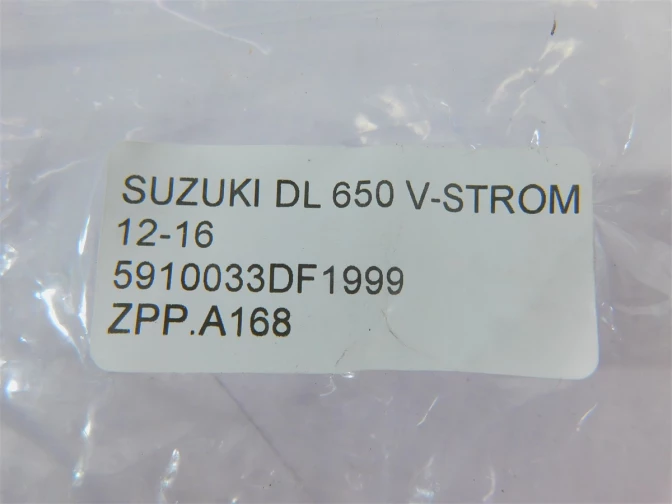 SUZUKI DL 650 V-STROM
12-16
5910033DF1999
ZPP.A168